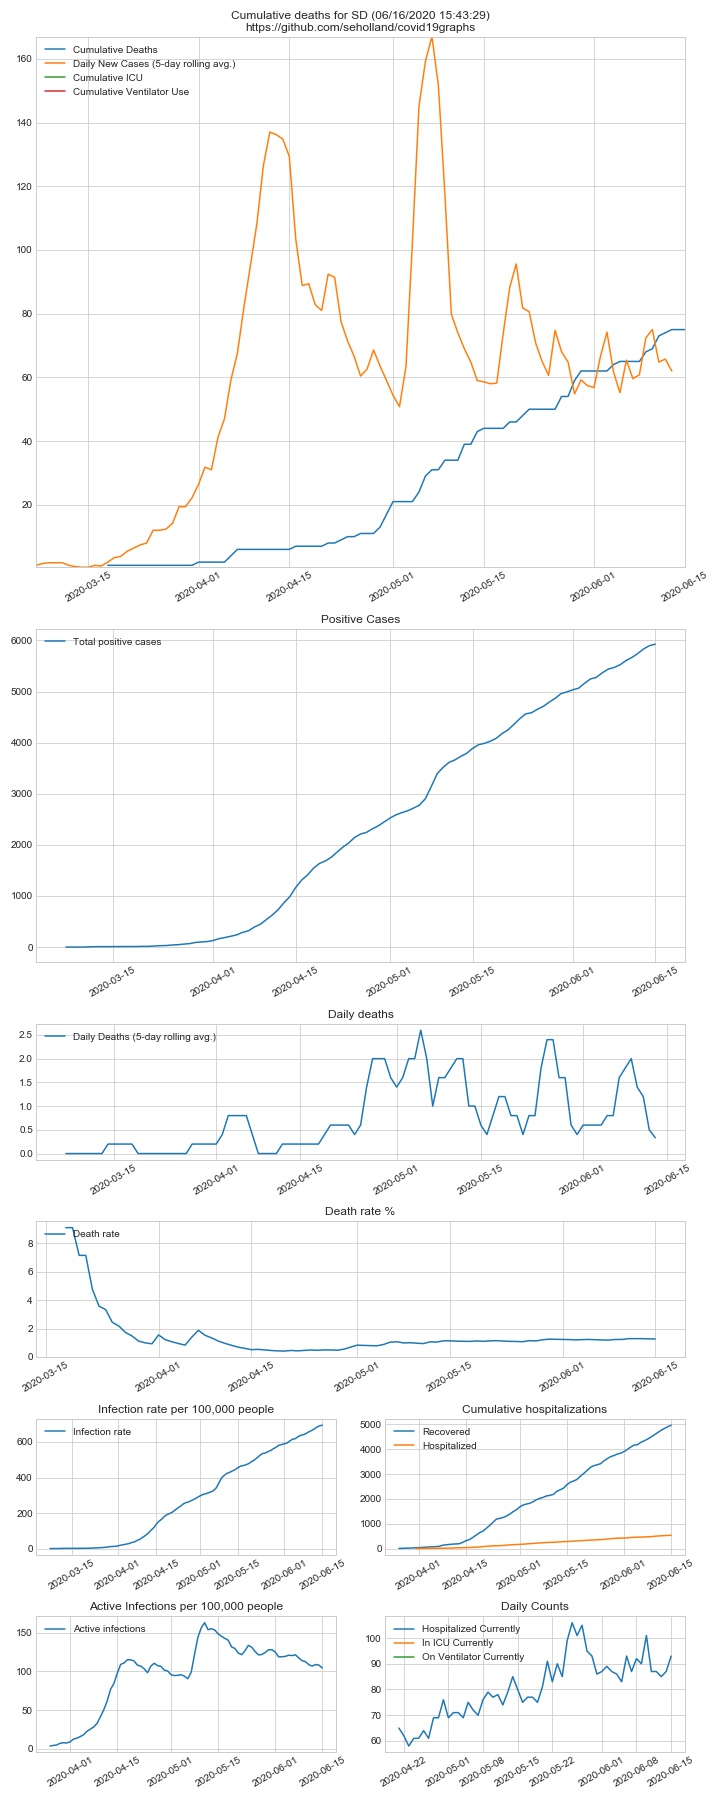 Cumulative deaths for SD (06/16/2020 15:43:29)
https://github.com/seholland/covid19graphs
Cumulative Deaths
Daily New Cases (5-day rolling avg.)
Cumulative ICU
Cumulative Ventilator Use
160
140
120
100
80
60
40
20
2020-03-15 2020-04-01 2020-04-15 2020-05-01 2020-05-15 2020-06-01 2020-06-15
Positive Cases
Total positive cases
6000
5000
4000
3000
2000
1000
0
2020-03-15 2020-04-01 2020-04-15 2020-05-01 2020-05-15 2020-06-01 2020-06-15
Daily deaths
Daily Deaths (5-day rolling avg.)
2.5
2.0
1.5
1.0
0.5
0.0
2020-03-15 2020-04-01 2020-04-15 2020-05-01 2020-05-15 2020-06-01 2020-06-15
Death rate %
Death rate
8
6
4
2
0
2020-03-15 2020-04-01 2020-04-15 2020-05-01 2020-05-15 2020-06-01 2020-06-15
Infection rate per 100,000 people
Infection rate
600
400
200
0
2020-03-15 2020-04-01 2020-04-15 2020-05-01 2020-05-15 2020-06-01 2020-06-15
Cumulative hospitalizations
Recovered
Hospitalized
5000
4000
3000
2000
1000
0
2020-04-01 2020-04-15 2020-05-01 2020-05-15 2020-06-01 2020-06-15
Active Infections per 100,000 people
Active infections
150
100
50
0
2020-04-01 2020-04-15 2020-05-01 2020-05-15 2020-06-01 2020-06-15
Daily Counts
Hospitalized Currently
In ICU Currently
On Ventilator Currently
100
90
80
70
60
2020-04-22 2020-05-01 2020-05-08 2020-05-15 2020-05-22 2020-06-01 2020-06-08 2020-06-15